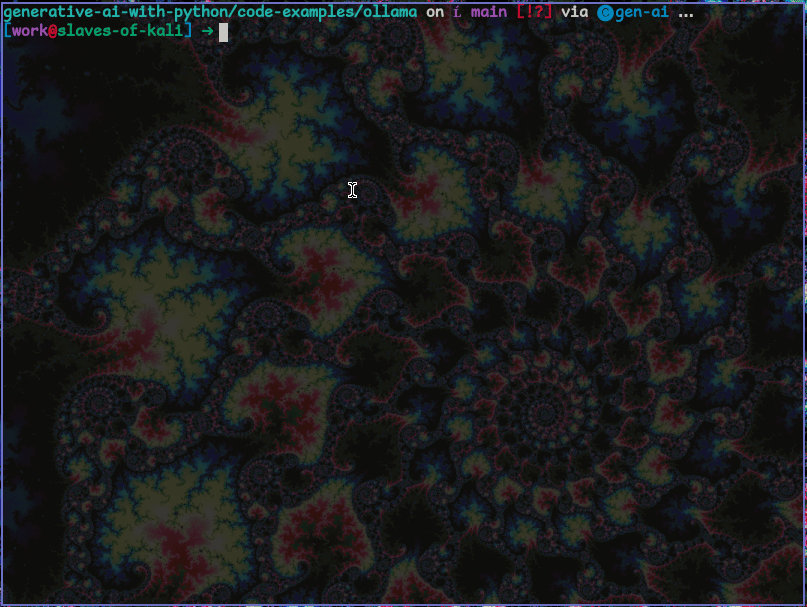 generative-ai-with-python/code-examples/ollama on main [!?] via ©gen-ai ...
[work@slaves-of-kali] →